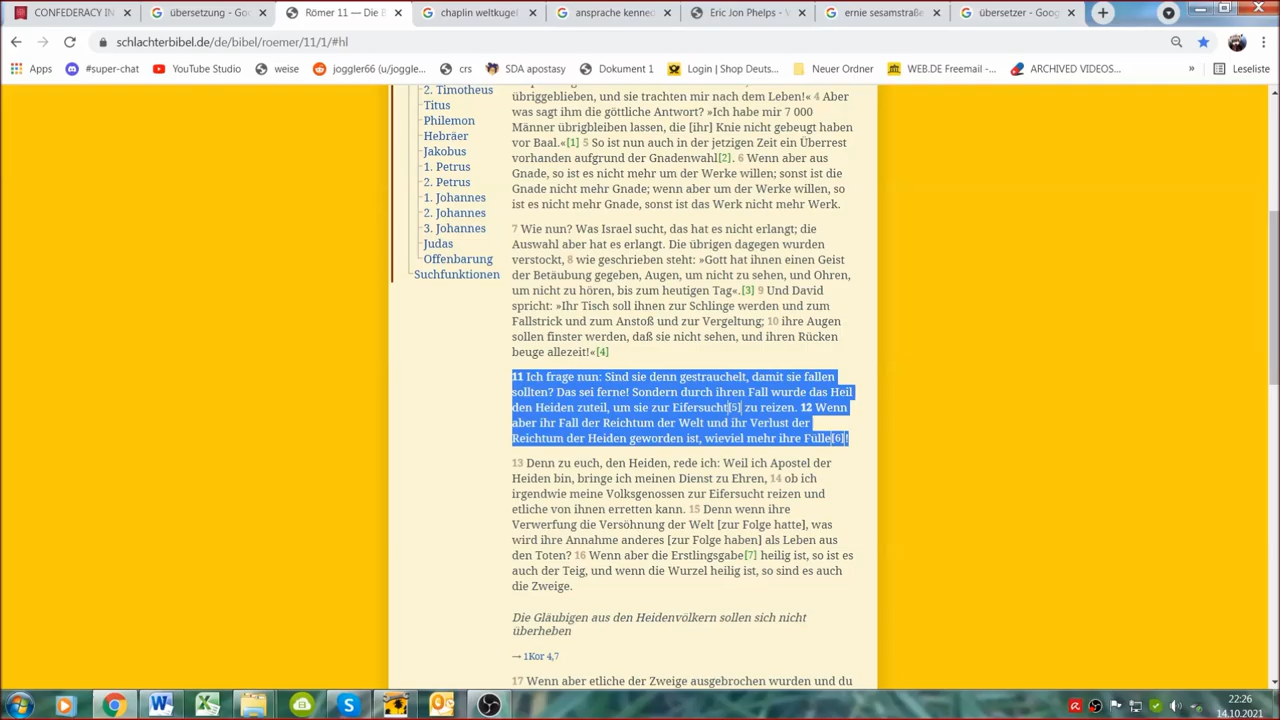 CONFEDERACY IN
übersetzung - Go
Römer 11 — Die B
chaplin weltkugel
ansprache kenned
Eric Jon Phelps -
ernie sesamstraße
übersetzer - Goog
schlachterbibel.de/de/bibel/roemer/11/1/#hl
Apps
#super-chat
YouTube Studio
weise
joggler66 (u/joggle...
crs
SDA apostasy
Dokument 1
Login | Shop Deuts...
Neuer Ordner
WEB.DE Freemail -...
ARCHIVED VIDEOS...
»
Leseliste
2. Timotheus
Titus
Philemon
Hebräer
Jakobus
1. Petrus
2. Petrus
1. Johannes
2. Johannes
3. Johannes
Judas
Offenbarung
Suchfunktionen
übriggeblieben, und sie trachten mir nach dem Leben!« 4 Aber
was sagt ihm die göttliche Antwort? »Ich habe mir 7 000
Männer übrigbleiben lassen, die [ihr] Knie nicht gebeugt haben
vor Baal.«[1] 5 So ist nun auch in der jetzigen Zeit ein Überrest
vorhanden aufgrund der Gnadenwahl[2]. 6 Wenn aber aus
Gnade, so ist es nicht mehr um der Werke willen; sonst ist die
Gnade nicht mehr Gnade; wenn aber um der Werke willen, so
ist es nicht mehr Gnade, sonst ist das Werk nicht mehr Werk.
7 Wie nun? Was Israel sucht, das hat es nicht erlangt; die
Auswahl aber hat es erlangt. Die übrigen dagegen wurden
verstockt, 8 wie geschrieben steht: »Gott hat ihnen einen Geist
der Betäubung gegeben, Augen, um nicht zu sehen, und Ohren,
um nicht zu hören, bis zum heutigen Tag«.[3] 9 Und David
spricht: »Ihr Tisch soll ihnen zur Schlinge werden und zum
Fallstrick und zum Anstoß und zur Vergeltung; 10 ihre Augen
sollen finster werden, daß sie nicht sehen, und ihren Rücken
beuge allezeit!«[4]
11 Ich frage nun: Sind sie denn gestrauchelt, damit sie fallen
sollten? Das sei ferne! Sondern durch ihren Fall wurde das Heil
den Heiden zuteil, um sie zur Eifersucht[5] zu reizen. 12 Wenn
aber ihr Fall der Reichtum der Welt und ihr Verlust der
Reichtum der Heiden geworden ist, wieviel mehr ihre Fülle[6]!
13 Denn zu euch, den Heiden, rede ich: Weil ich Apostel der
Heiden bin, bringe ich meinen Dienst zu Ehren, 14 ob ich
irgendwie meine Volksgenossen zur Eifersucht reizen und
etliche von ihnen erretten kann. 15 Denn wenn ihre
Verwerfung die Versöhnung der Welt [zur Folge hatte], was
wird ihre Annahme anderes [zur Folge haben] als Leben aus
den Toten? 16 Wenn aber die Erstlingsgabe[7] heilig ist, so ist es
auch der Teig, und wenn die Wurzel heilig ist, so sind es auch
die Zweige.
Die Gläubigen aus den Heidenvölkern sollen sich nicht
überheben
→ 1Kor 4,7
17 Wenn aber etliche der Zweige ausgebrochen wurden und du
22:26
14.10.2021